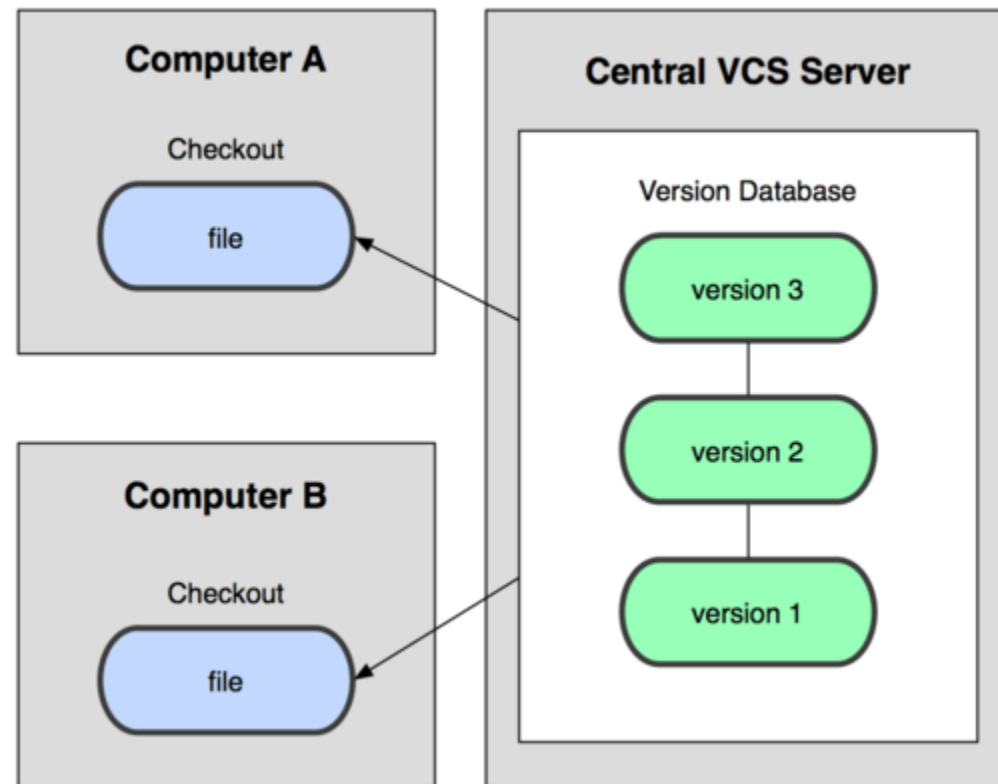 Computer A
Checkout
file
Computer B
Checkout
file
Central VCS Server
Version Database
version 3
version 2
version 1